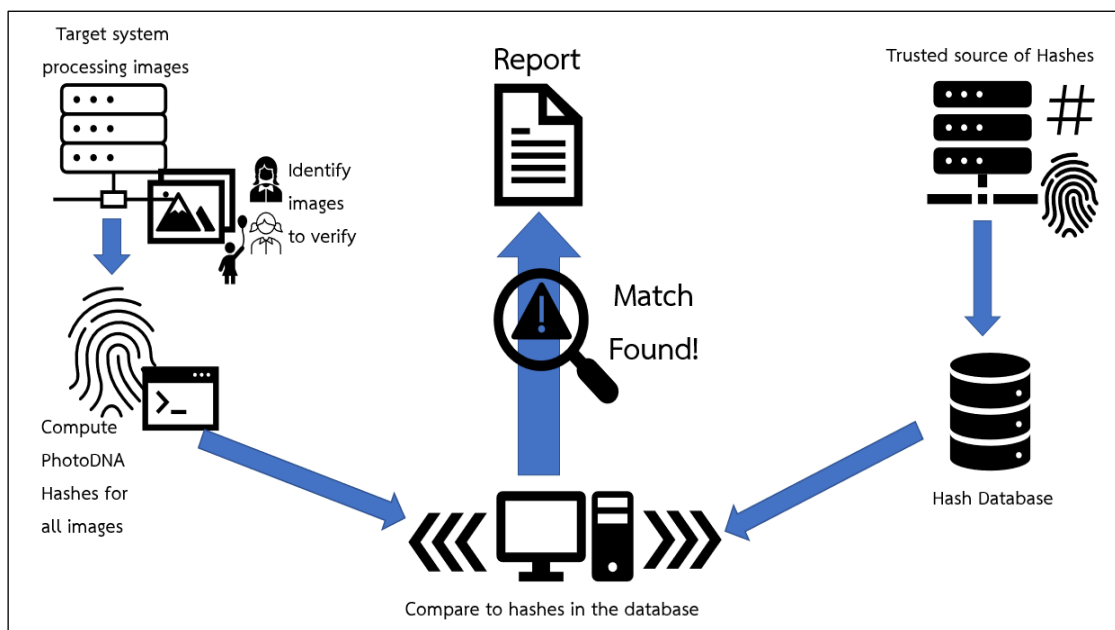 Target system
processing images
Identify
images
to verify
Compute
PhotoDNA
Hashes for
all images
Report
Match
Found!
Compare to hashes in the database
Trusted source of Hashes
#
Hash Database